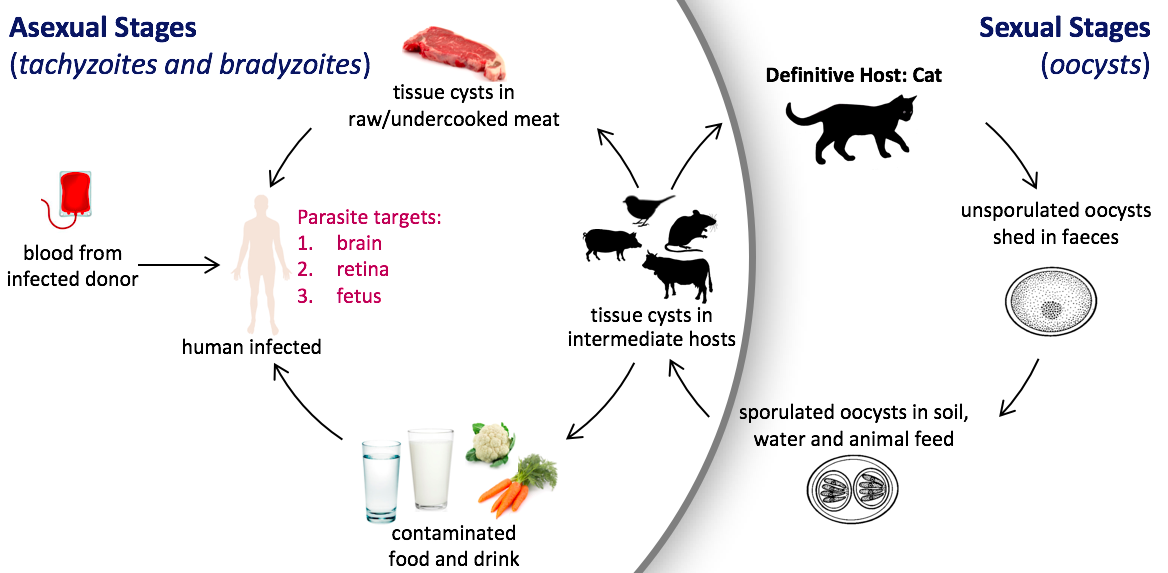 Asexual Stages
(tachyzoites and bradyzoites)
Sexual Stages
(oocysts)
tissue cysts in
raw/undercooked meat
Definitive Host: Cat
blood from
infected donor
Parasite targets:
1. brain
2. retina
3. fetus
human infected
tissue cysts in
intermediate hosts
unsporulated oocysts
shed in faeces
sporulated oocysts in soil,
water and animal feed
contaminated
food and drink